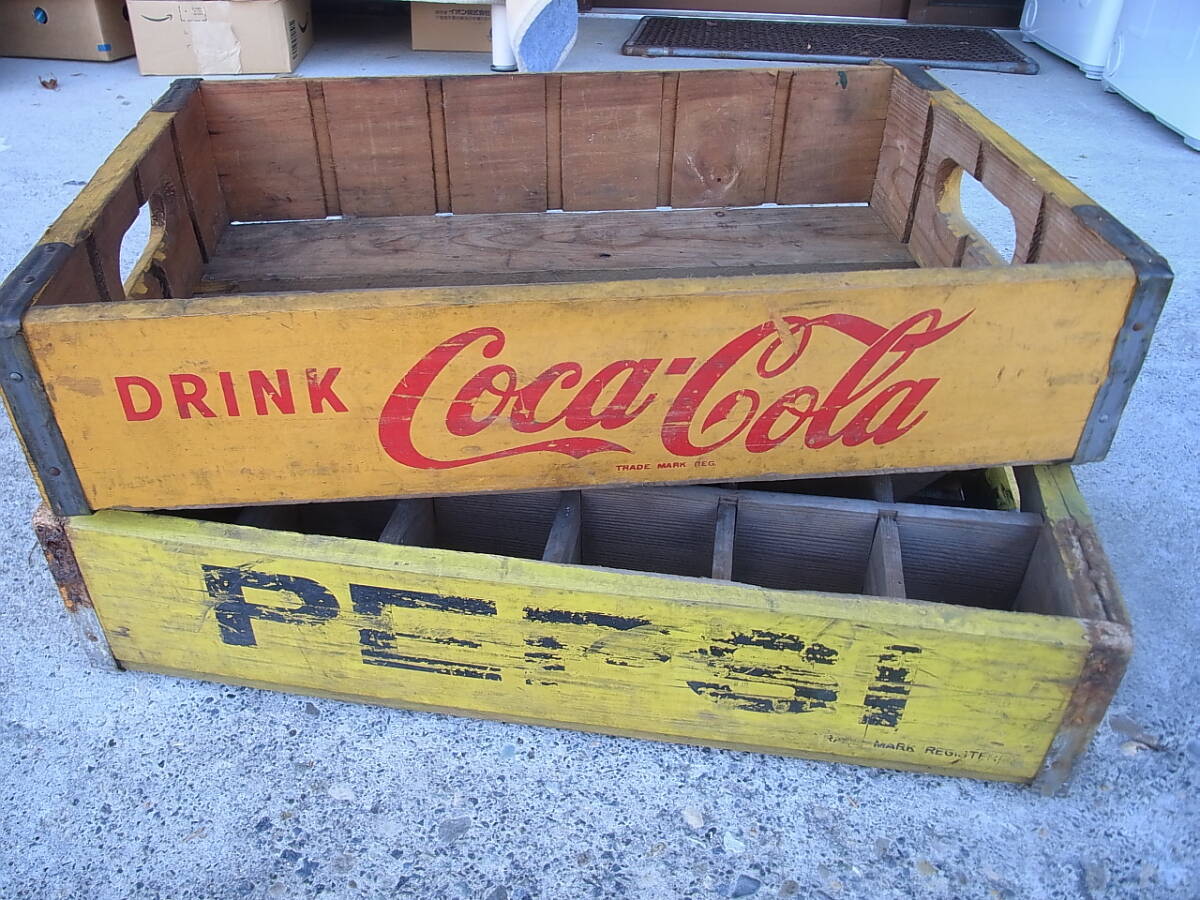 DRINK Coca-Cola
TRADE MARK REG.
PEPSI
MARK REGISTERED